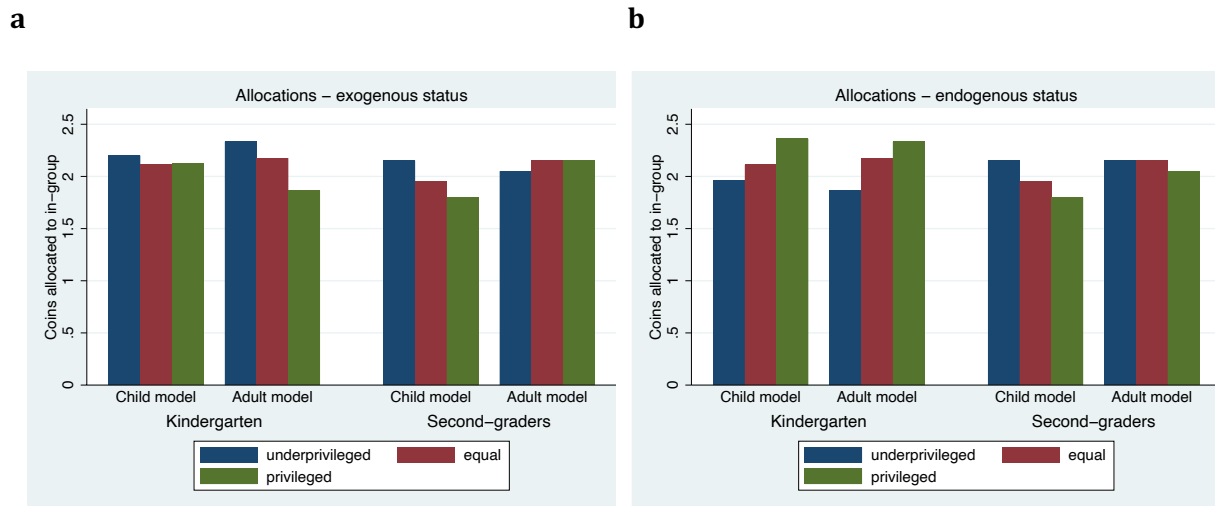 a
b
Allocations – exogenous status
Coins allocated to in-group
2.5
2
1.5
1
.5
0
Child model Adult model Child model Adult model
Kindergarten Second–graders
underprivileged equal
privileged
Allocations – endogenous status
Coins allocated to in-group
2.5
2
1.5
1
.5
0
Child model Adult model Child model Adult model
Kindergarten Second–graders
underprivileged equal
privileged